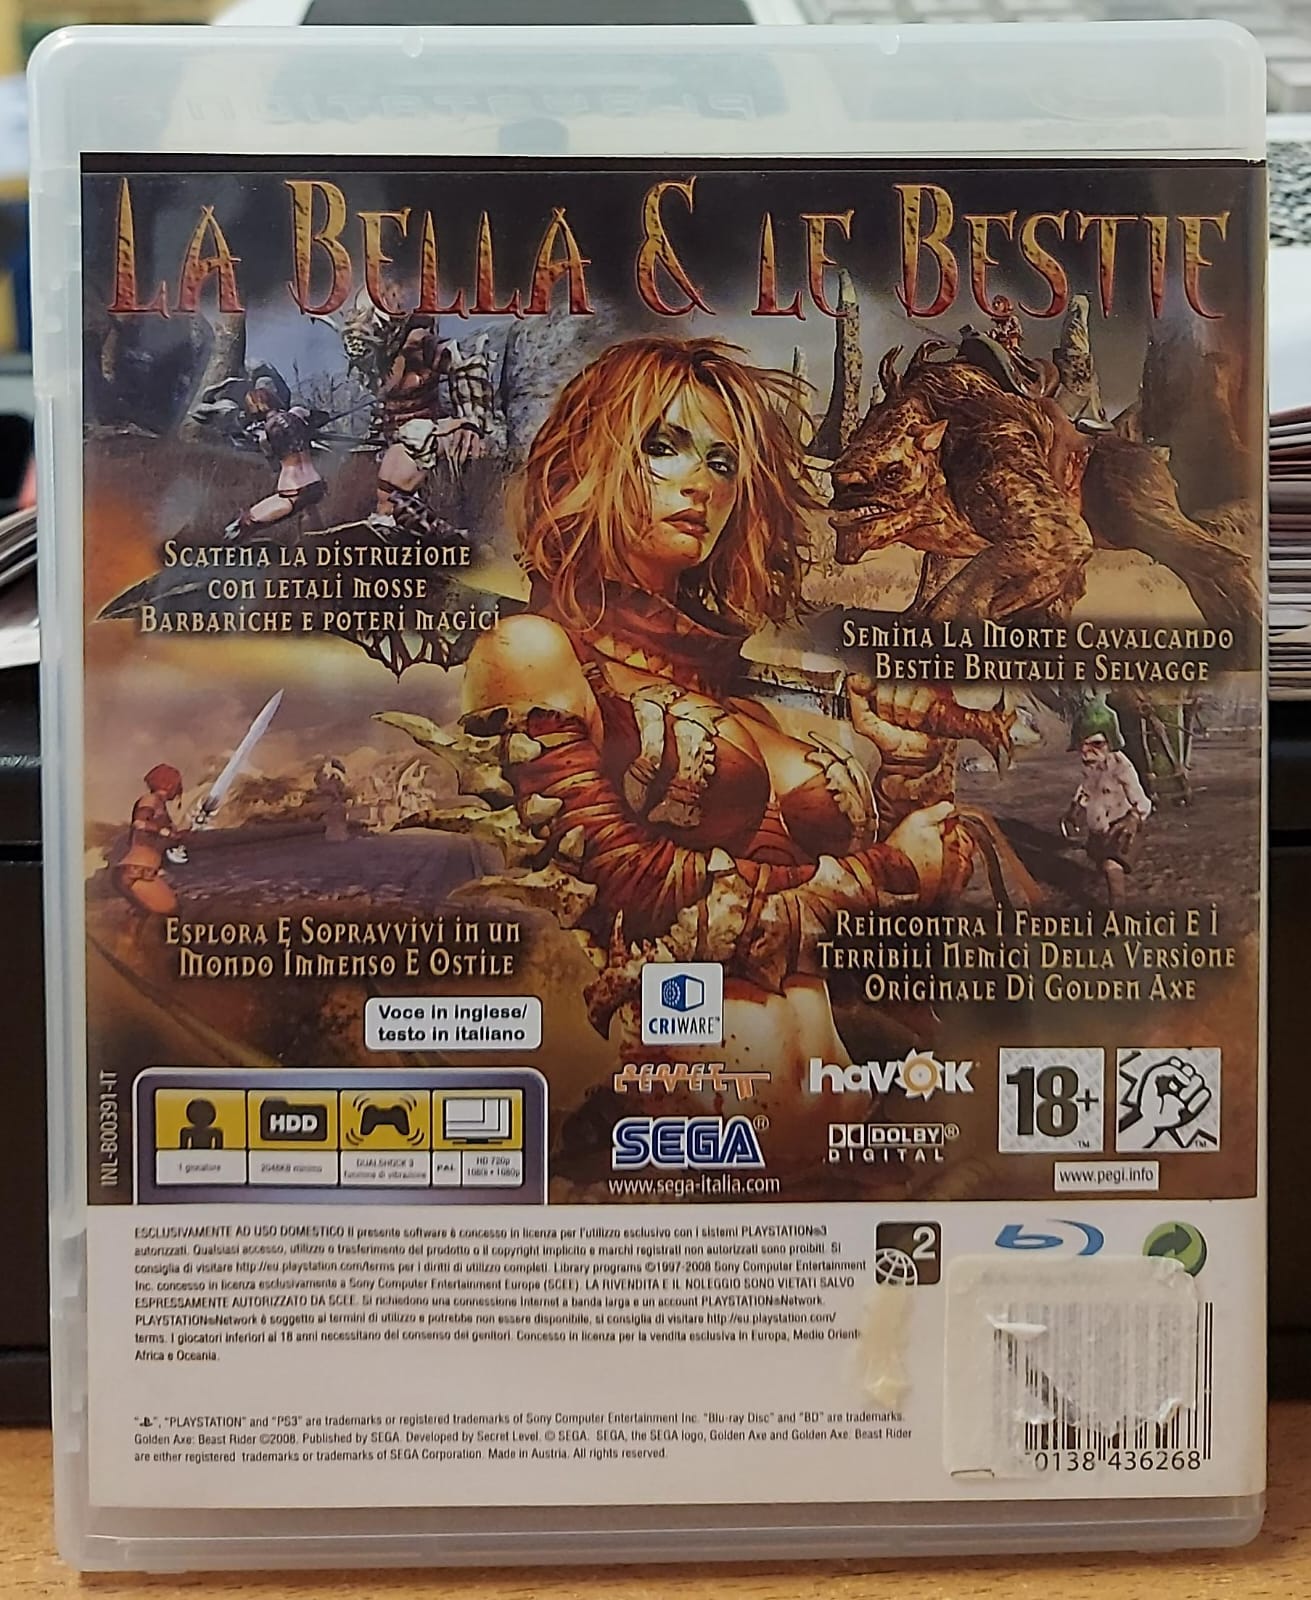 LA BELLA & LE BESTIE
SCATENA LA DISTRUZIONE
CON LETALI MOSSE
BARBARICHE E POTERI MAGICI
SEMINA LA MORTE CAVALCANDO
BESTIE BRUTALI E SELVAGGE
ESPLORA E SOPRAVVIVI IN UN
MONDO IMMENSO E OSTILE
REINCONTRA I FEDELI AMICI E I
TERRIBILI NEMICI DELLA VERSIONE
ORIGINALE DI GOLDEN AXE
Voce in inglese/
testo in italiano
CRIWARE™
havok
SEGA®
www.sega-italia.com
DOLBY®
DIGITAL
18+
www.pegi.info
INL-B00391-IT
HDD
1 giocatore
2048KB minimo
DUALSHOCK 3
funzione di vibrazione
PAL
HD 720p
1080i • 1080p
ESCLUSIVAMENTE AD USO DOMESTICO Il presente software è concesso in licenza per l'utilizzo esclusivo con i sistemi PLAYSTATION®3
autorizzati. Qualsiasi accesso, utilizzo o trasferimento del prodotto o il copyright implicito e marchi registrati non autorizzati sono proibiti. Si
consiglia di visitare http://eu.playstation.com/terms per i diritti di utilizzo completi. Library programs ©1997-2008 Sony Computer Entertainment
Inc. concesso in licenza esclusivamente a Sony Computer Entertainment Europe (SCEE). LA RIVENDITA E IL NOLEGGIO SONO VIETATI SALVO
ESPRESSAMENTE AUTORIZZATO DA SCEE. Si richiedono una connessione Internet a banda larga e un account PLAYSTATION®Network.
PLAYSTATION®Network è soggetto ai termini di utilizzo e potrebbe non essere disponibile, si consiglia di visitare http://eu.playstation.com/
terms. I giocatori inferiori ai 18 anni necessitano del consenso dei genitori. Concesso in licenza per la vendita esclusiva in Europa, Medio Orient
Africa e Oceania.
2
", "PLAYSTATION" and "PS3" are trademarks or registered trademarks of Sony Computer Entertainment Inc. "Blu-ray Disc" and "BD" are trademarks.
Golden Axe: Beast Rider ©2008. Published by SEGA. Developed by Secret Level. © SEGA. SEGA, the SEGA logo, Golden Axe and Golden Axe: Beast Rider
are either registered trademarks or trademarks of SEGA Corporation. Made in Austria. All rights reserved.
0138 436268